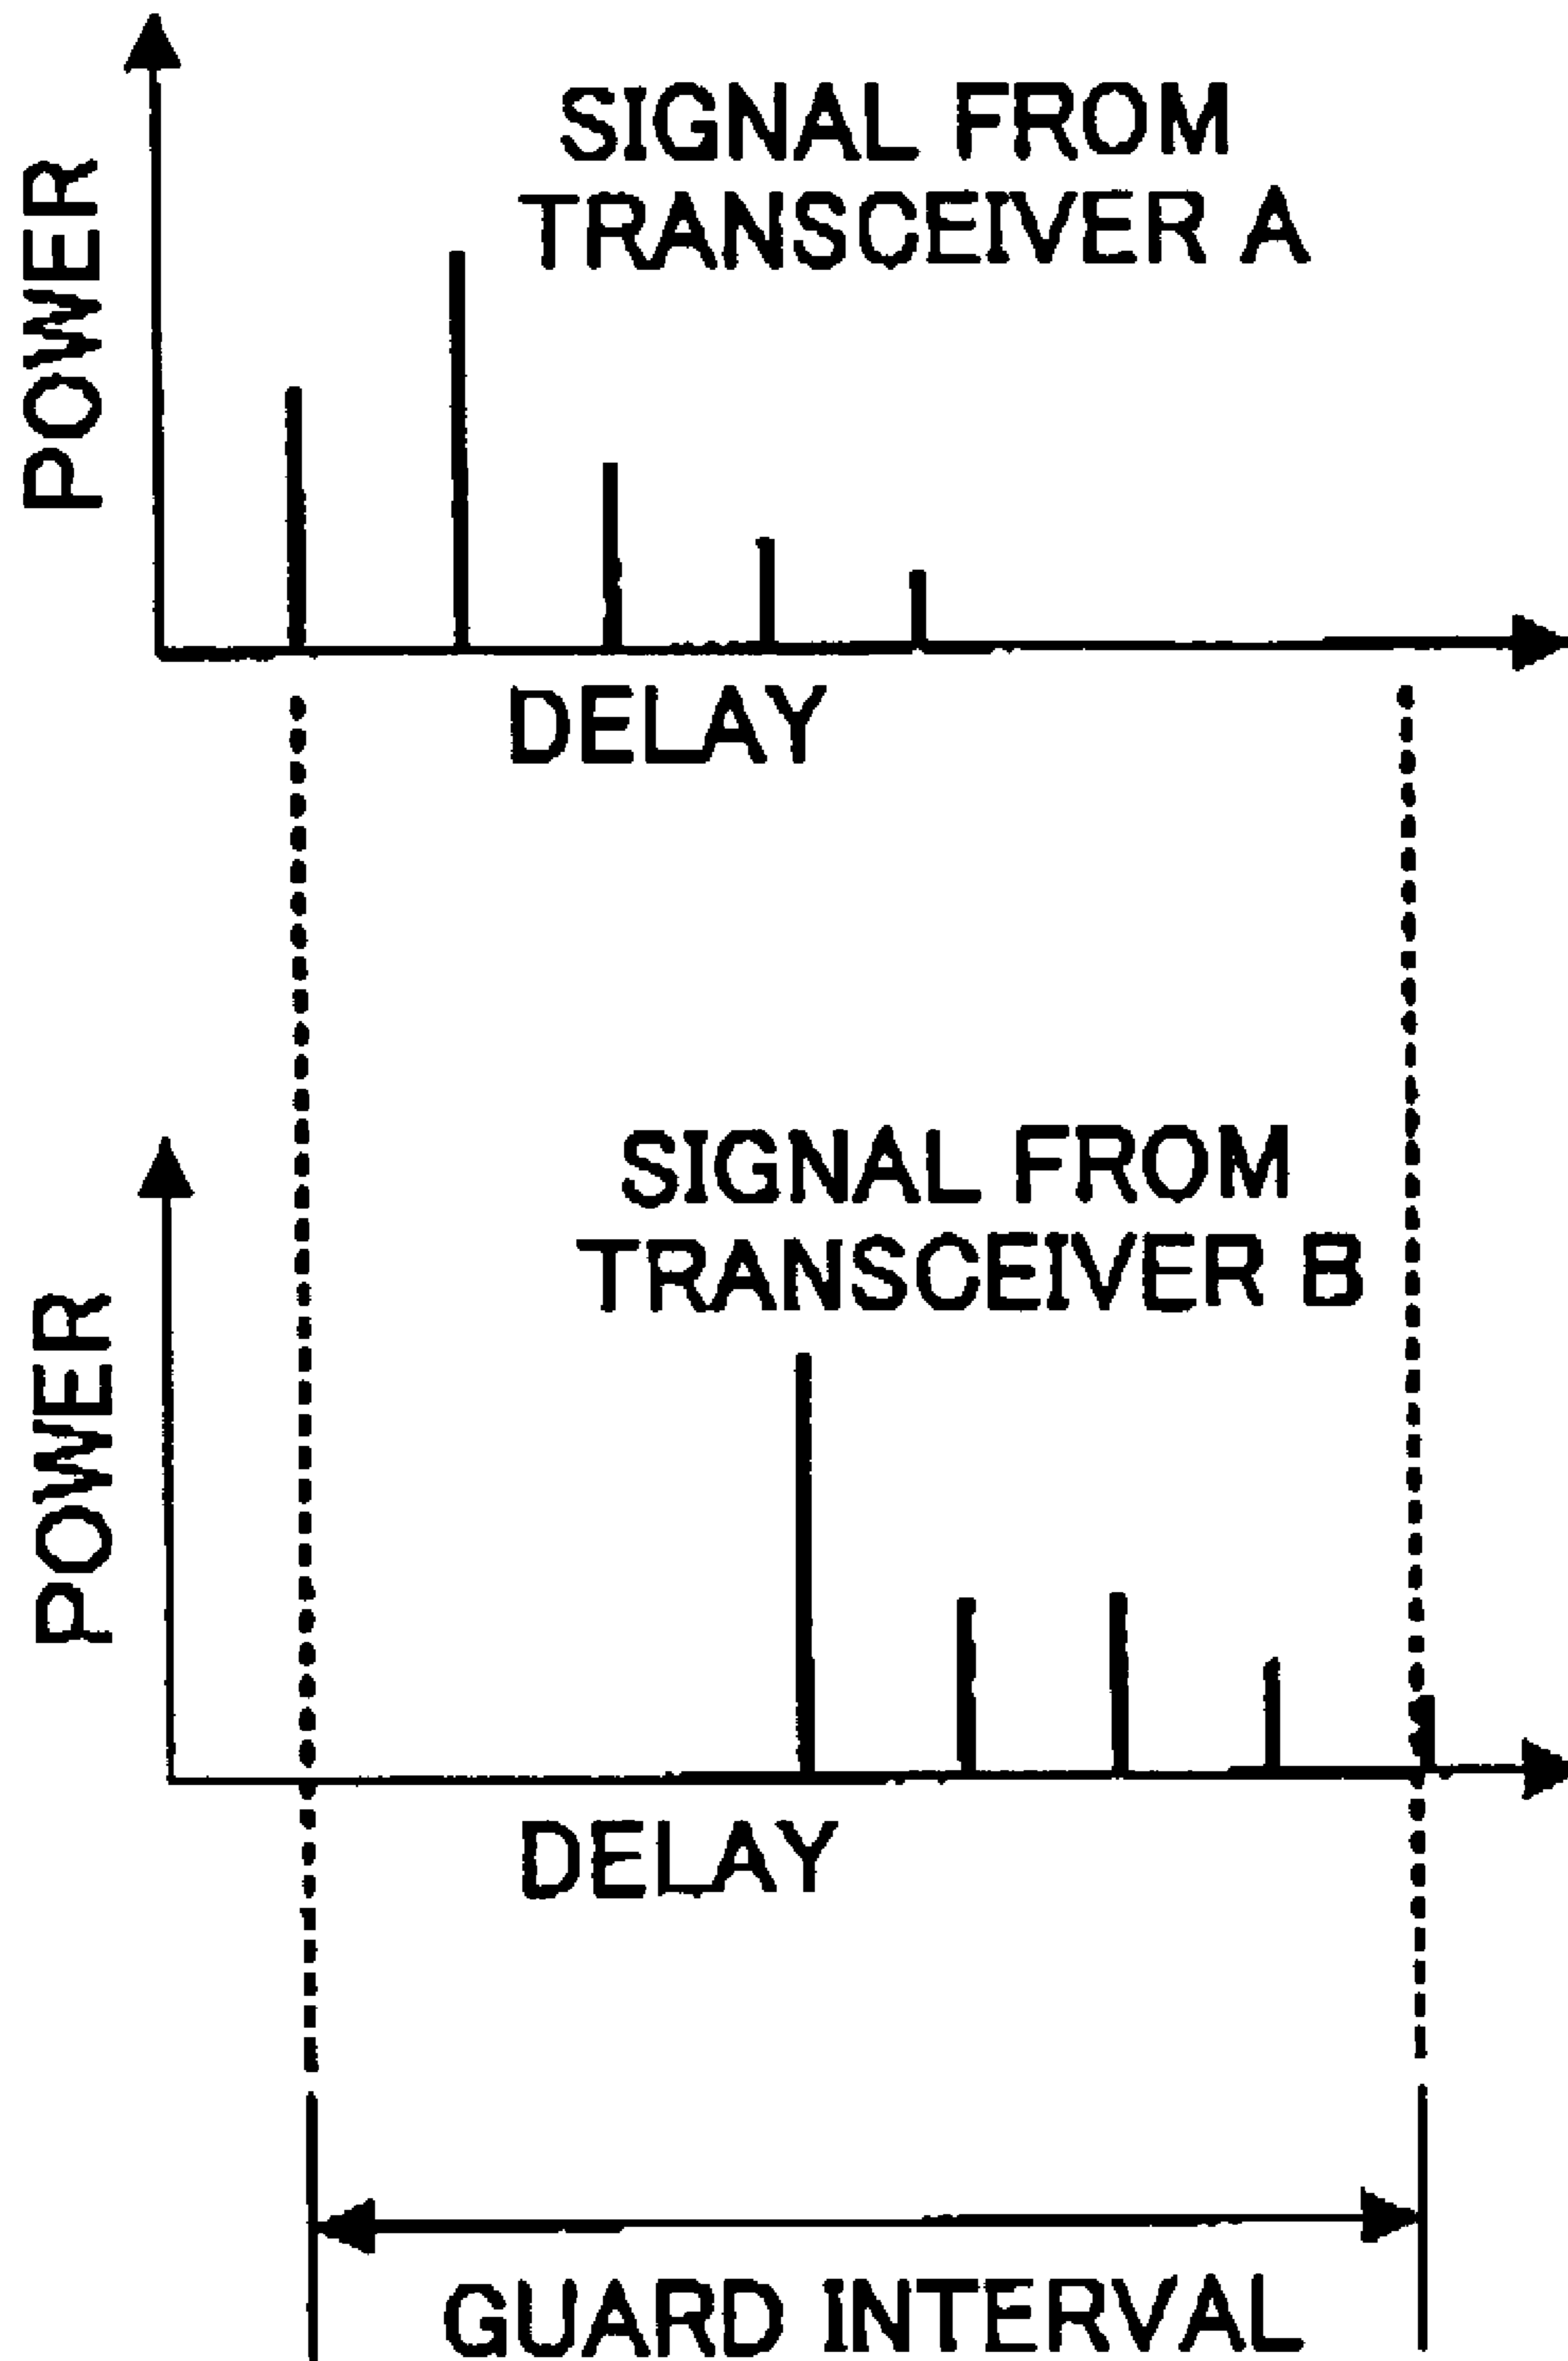 SIGNAL FROM
TRANSCEIVER A
POWER
DELAY
SIGNAL FROM
TRANSCEIVER B
POWER
DELAY
GUARD INTERVAL